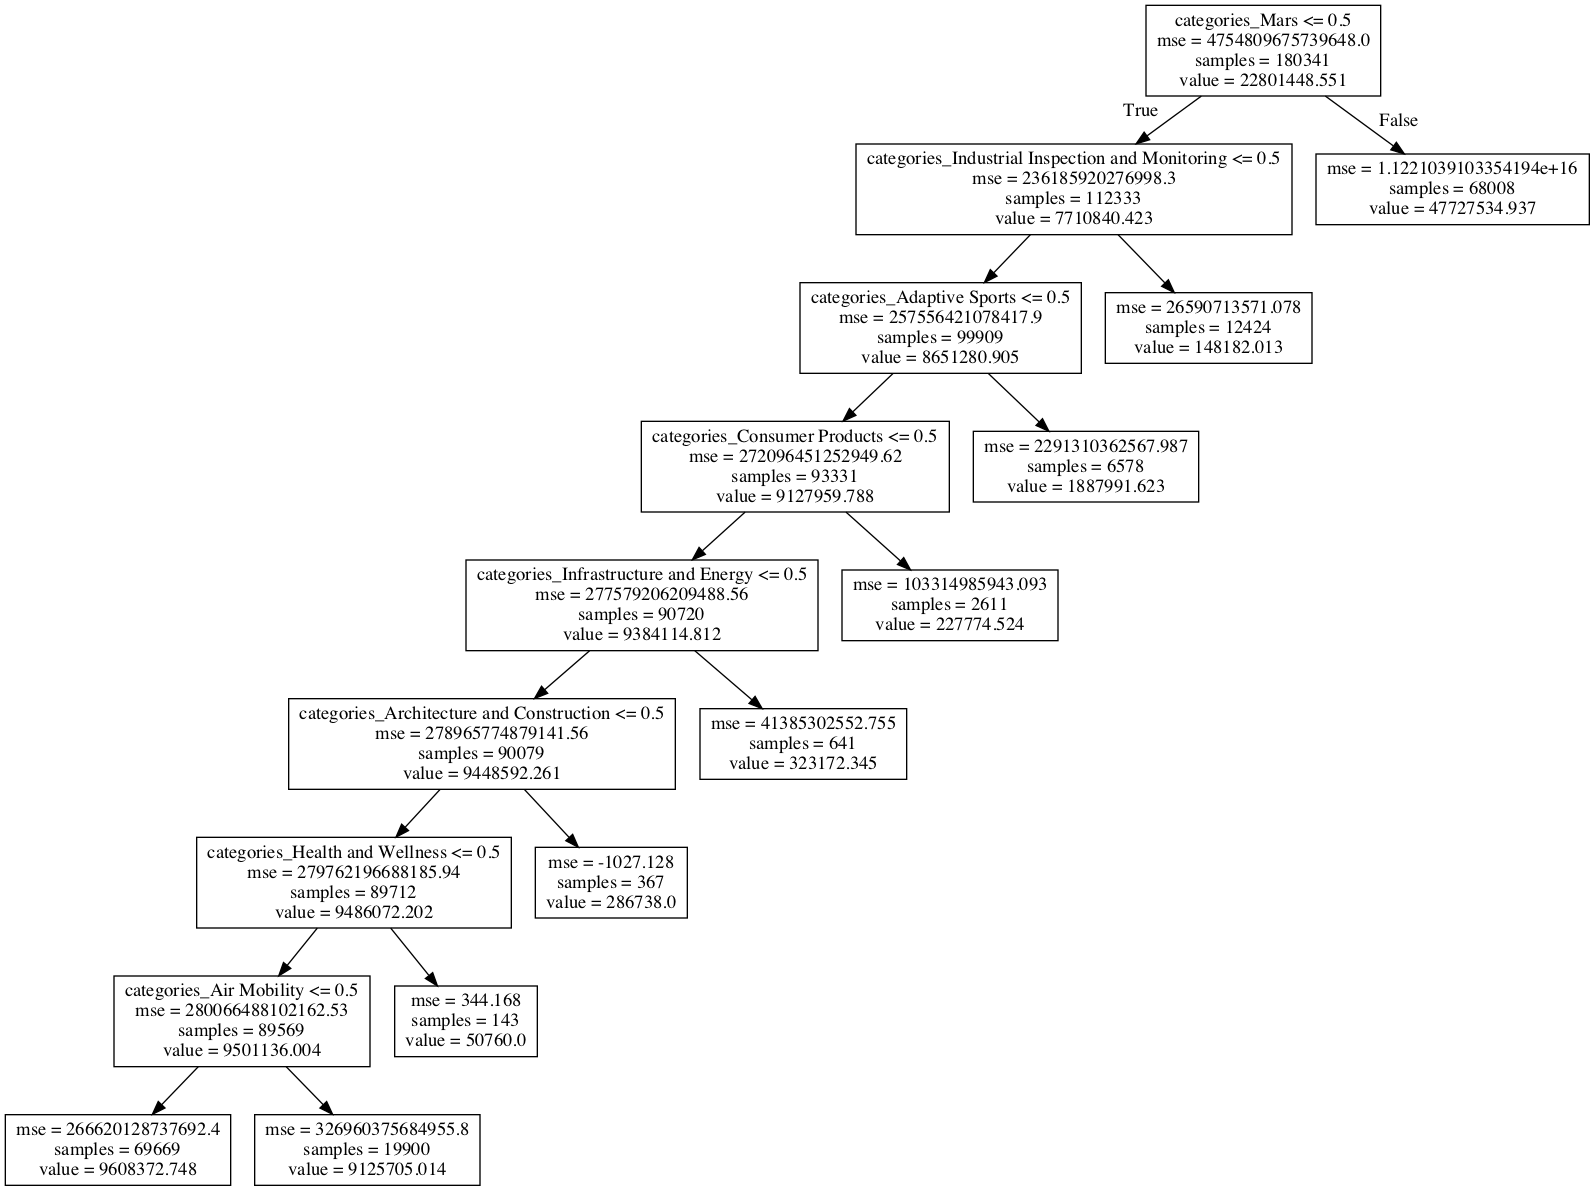 categories_Mars <= 0.5
mse = 4754809675739648.0
samples = 180341
value = 22801448.551
True
False
categories_Industrial Inspection and Monitoring <= 0.5
mse = 236185920276998.3
samples = 112333
value = 7710840.423
mse = 1.1221039103354194e+16
samples = 68008
value = 47727534.937
categories_Adaptive Sports <= 0.5
mse = 257556421078417.9
samples = 99909
value = 8651280.905
mse = 26590713571.078
samples = 12424
value = 148182.013
categories_Consumer Products <= 0.5
mse = 272096451252949.62
samples = 93331
value = 9127959.788
mse = 2291310362567.987
samples = 6578
value = 1887991.623
categories_Infrastructure and Energy <= 0.5
mse = 277579206209488.56
samples = 90720
value = 9384114.812
mse = 103314985943.093
samples = 2611
value = 227774.524
categories_Architecture and Construction <= 0.5
mse = 278965774879141.56
samples = 90079
value = 9448592.261
mse = 41385302552.755
samples = 641
value = 323172.345
categories_Health and Wellness <= 0.5
mse = 279762196688185.94
samples = 89712
value = 9486072.202
mse = -1027.128
samples = 367
value = 286738.0
categories_Air Mobility <= 0.5
mse = 280066488102162.53
samples = 89569
value = 9501136.004
mse = 344.168
samples = 143
value = 50760.0
mse = 266620128737692.4
samples = 69669
value = 9608372.748
mse = 326960375684955.8
samples = 19900
value = 9125705.014